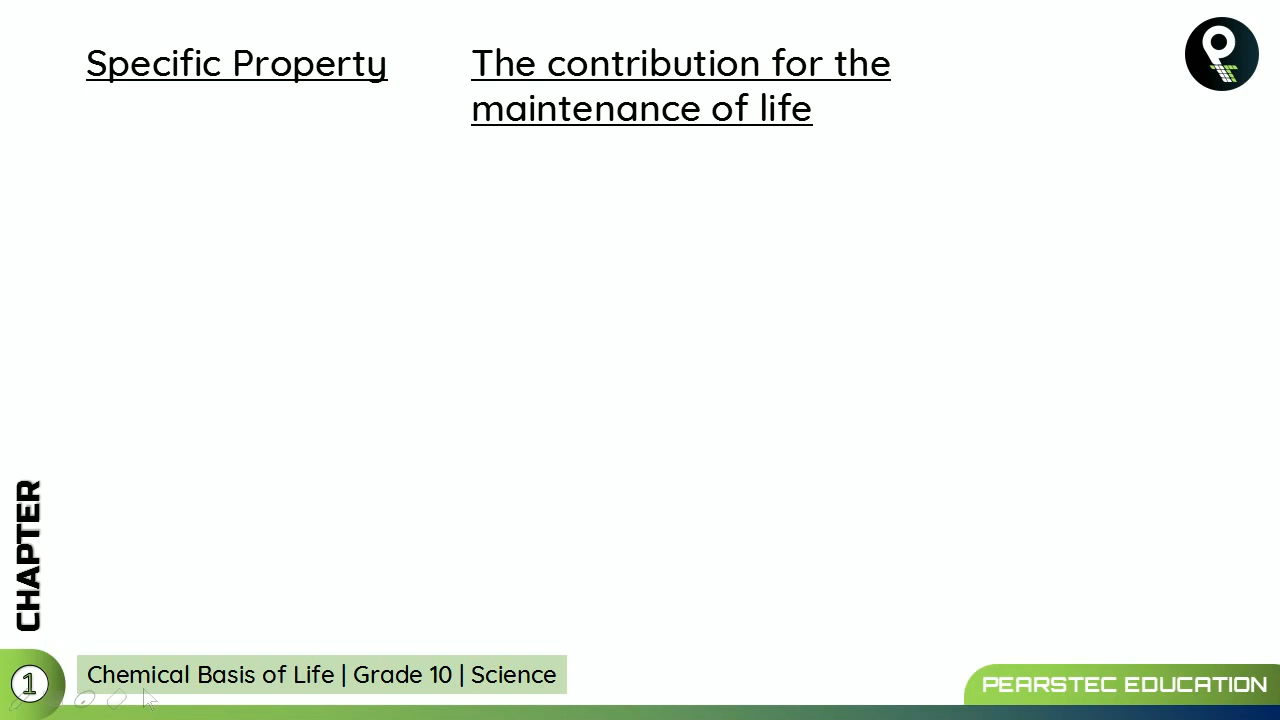 Specific Property
The contribution for the
maintenance of life
CHAPTER
1
Chemical Basis of Life | Grade 10 | Science
PEARSTEC EDUCATION